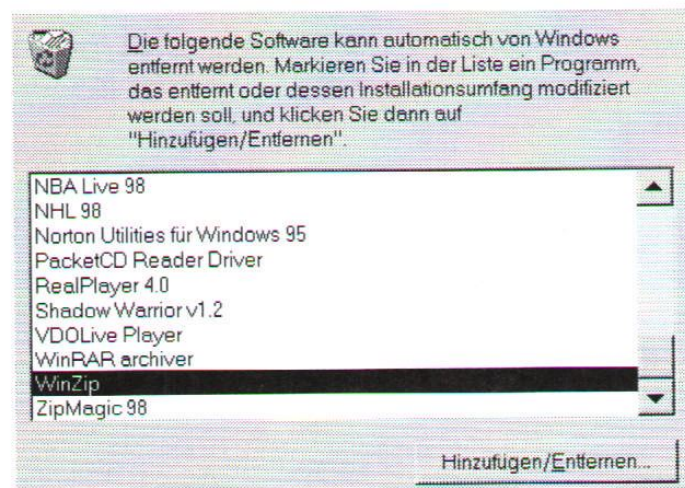 Die folgende Software kann automatisch von Windows
entfernt werden. Markieren Sie in der Liste ein Programm,
das entfernt oder dessen Installationsumfang modifiziert
werden soll, und klicken Sie dann auf
"Hinzufügen/Entfernen".
NBA Live 98
NHL 98
Norton Utilities für Windows 95
PacketCD Reader Driver
RealPlayer 4.0
Shadow Warrior v1.2
VDOLive Player
WinRAR archiver
WinZip
ZipMagic 98
Hinzufügen/Entfernen...